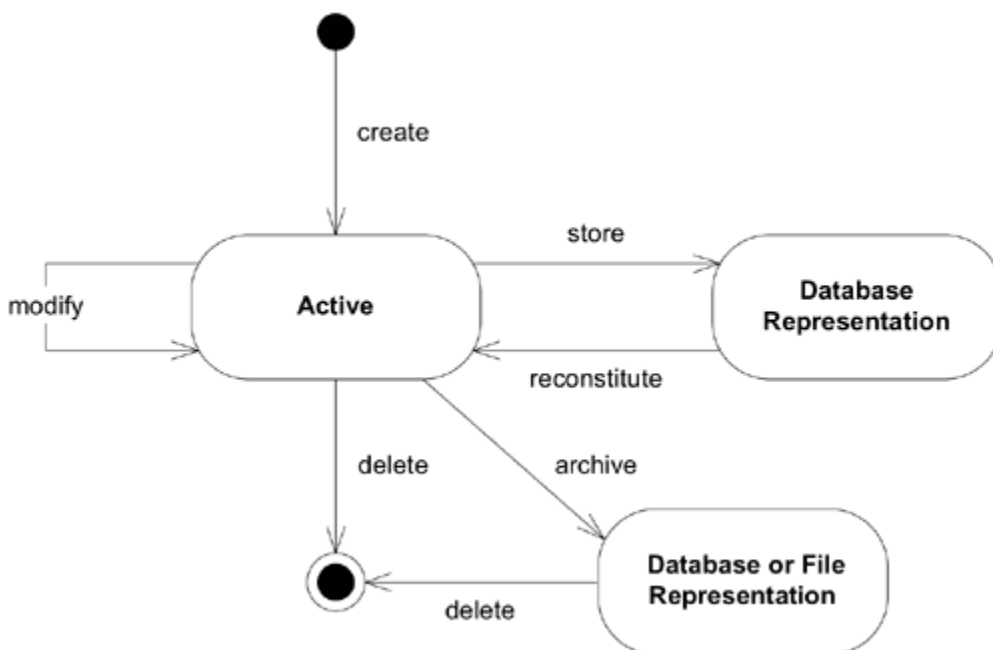 create
store
modify
Active
Database
Representation
reconstitute
delete
archive
Database or File
Representation
delete